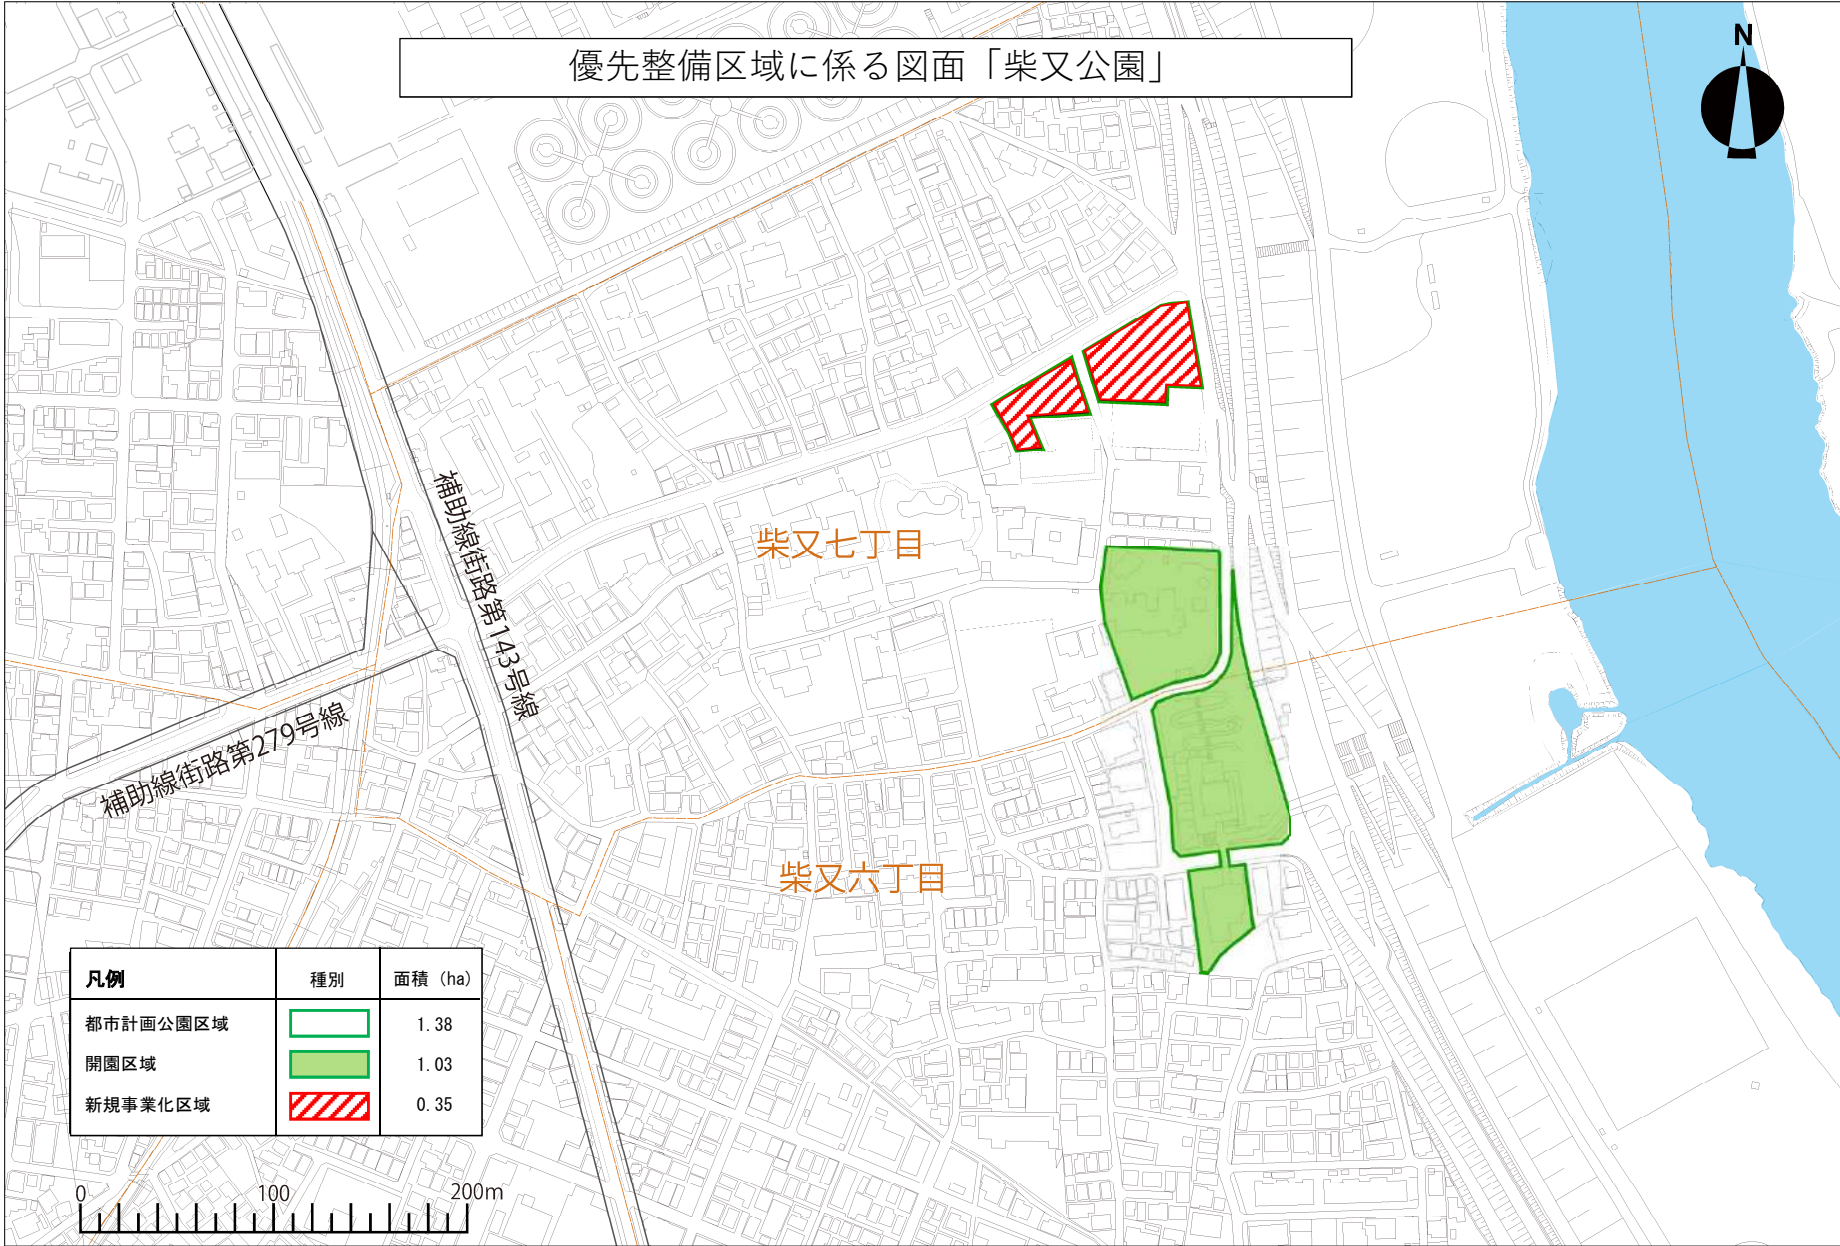 優先整備区域に係る図面「柴又公園」
N
補助線街路第143号線
柴又七丁目
補助線街路第279号線
柴又六丁目
凡例 種別 面積（ha）
都市計画公園区域 1.38
開園区域 1.03
新規事業化区域 0.35
0 100 200m